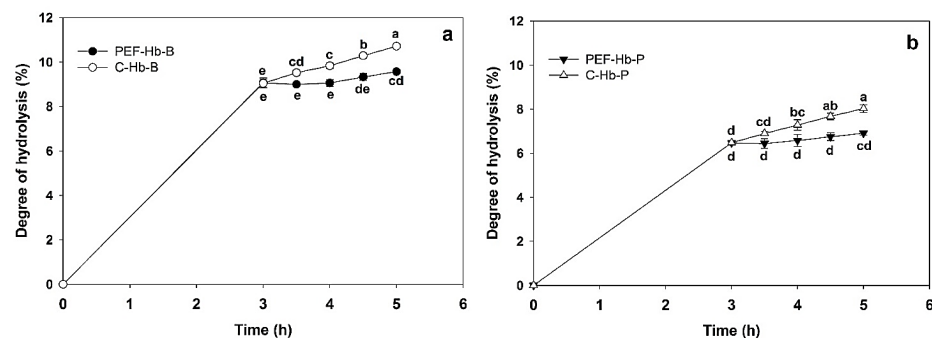 a
PEF-Hb-B
C-Hb-B
Degree of hydrolysis (%)
12
10
8
6
4
2
0
e cd c b a
e e e de cd
0 1 2 3 4 5 6
Time (h)
b
PEF-Hb-P
C-Hb-P
Degree of hydrolysis (%)
12
10
8
6
4
2
0
d cd bc ab a
d d d d cd
0 1 2 3 4 5 6
Time (h)